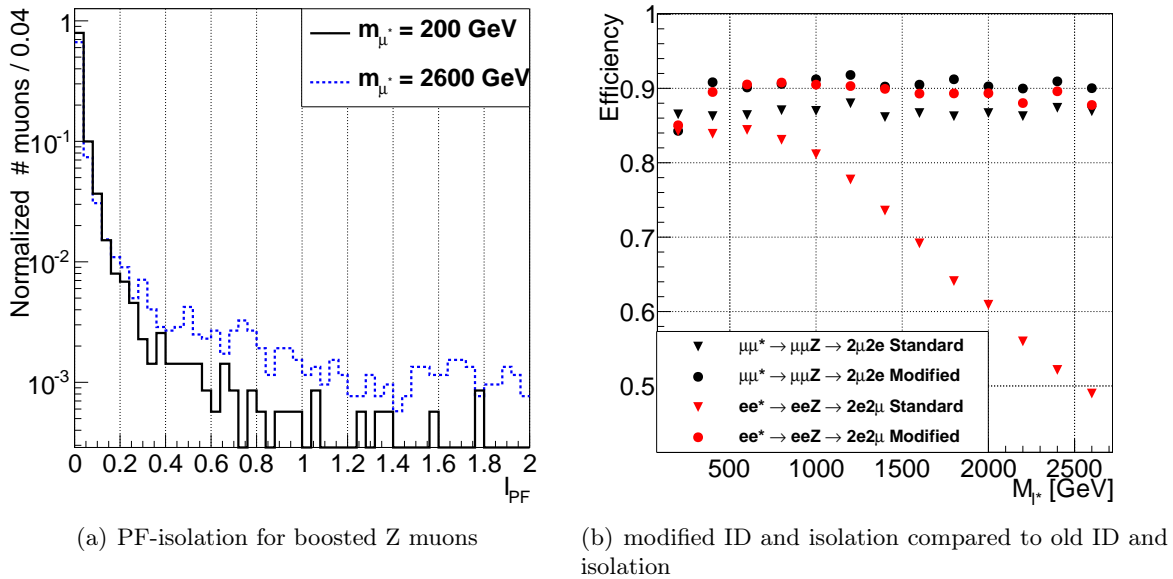 Normalized # muons / 0.04
1
10⁻¹
10⁻²
10⁻³
m_μ* = 200 GeV
m_μ* = 2600 GeV
0 0.2 0.4 0.6 0.8 1 1.2 1.4 1.6 1.8 2
I_PF
(a) PF-isolation for boosted Z muons
Efficiency
1
0.9
0.8
0.7
0.6
0.5
μμ* → μμZ → 2μ2e Standard
μμ* → μμZ → 2μ2e Modified
ee* → eeZ → 2e2μ Standard
ee* → eeZ → 2e2μ Modified
500 1000 1500 2000 2500
M_l* [GeV]
(b) modified ID and isolation compared to old ID and
isolation